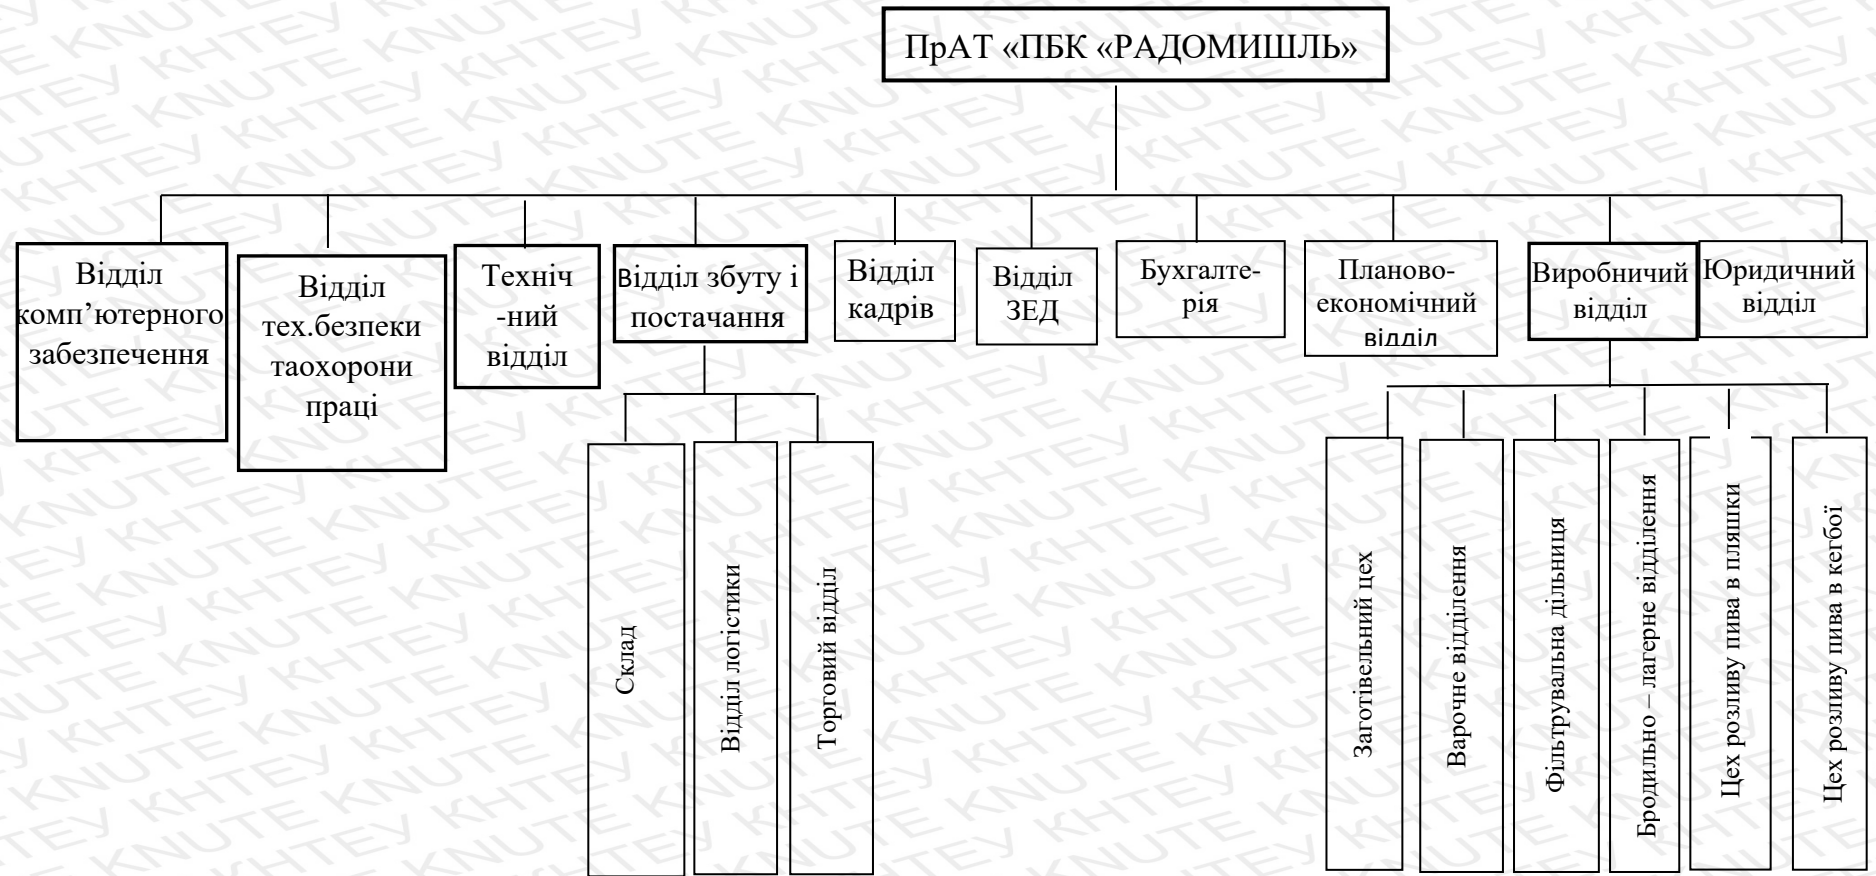 ПрАТ «ПБК «РАДОМИШЛЬ»
Відділ
комп’ютерного
забезпечення
Відділ
тех.безпеки
таохорони
праці
Техніч
-ний
відділ
Відділ збуту і
постачання
Відділ
кадрів
Відділ
ЗЕД
Бухгалте-
рія
Планово-
економічний
відділ
Виробничий
відділ
Юридичний
відділ
Склад
Відділ логістики
Торговий відділ
Заготівельний цех
Варочне відділення
Фільтрувальна дільниця
Бродильно – лагерне відділення
Цех розливу пива в пляшки
Цех розливу пива в кегбої